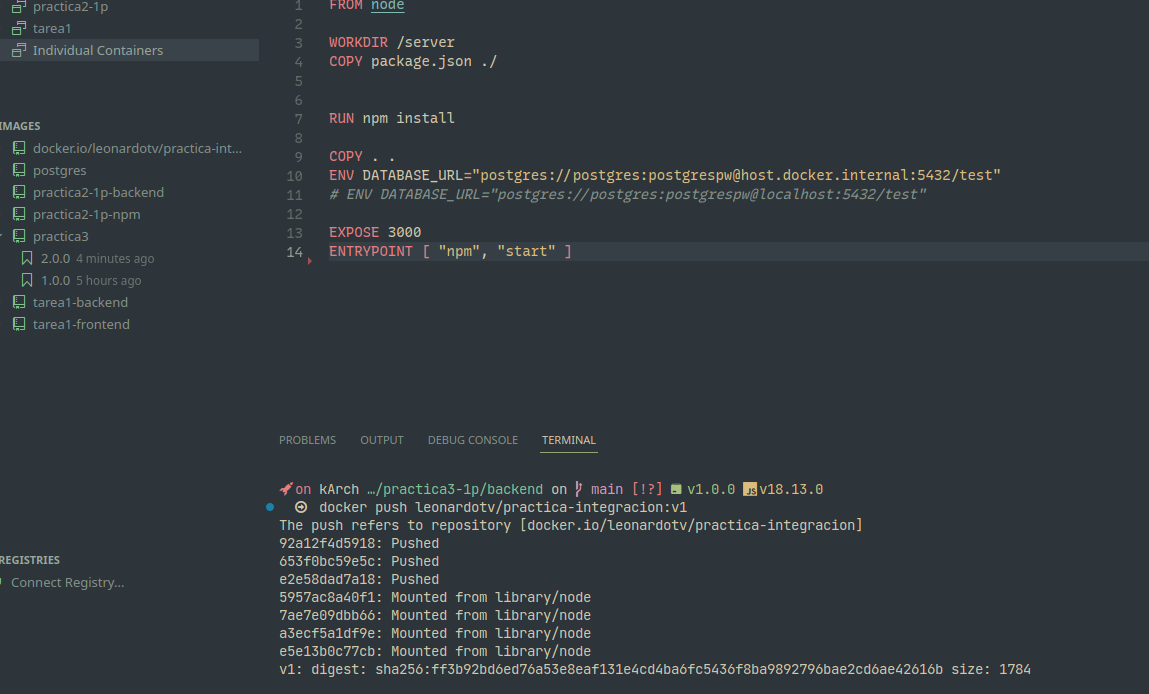 practica2-1p
tarea1
Individual Containers
IMAGES
docker.io/leonardotv/practica-int...
postgres
practica2-1p-backend
practica2-1p-npm
practica3
2.0.0 4 minutes ago
1.0.0 5 hours ago
tarea1-backend
tarea1-frontend
REGISTRIES
Connect Registry...
1 FROM node
2
3 WORKDIR /server
4 COPY package.json ./
5
6
7 RUN npm install
8
9 COPY . .
10 ENV DATABASE_URL="postgres://postgres:postgrespw@host.docker.internal:5432/test"
11 # ENV DATABASE_URL="postgres://postgres:postgrespw@localhost:5432/test"
12
13 EXPOSE 3000
14 ENTRYPOINT [ "npm", "start" ]
PROBLEMS OUTPUT DEBUG CONSOLE TERMINAL
on kArch …/practica3-1p/backend on main [!?] v1.0.0 JS v18.13.0
docker push leonardotv/practica-integracion:v1
The push refers to repository [docker.io/leonardotv/practica-integracion]
92a12f4d5918: Pushed
653f0bc59e5c: Pushed
e2e58dad7a18: Pushed
5957ac8a40f1: Mounted from library/node
7ae7e09dbb66: Mounted from library/node
a3ecf5a1df9e: Mounted from library/node
e5e13b0c77cb: Mounted from library/node
v1: digest: sha256:ff3b92bd6ed76a53e8eaf131e4cd4ba6fc5436f8ba9892796bae2cd6ae42616b size: 1784